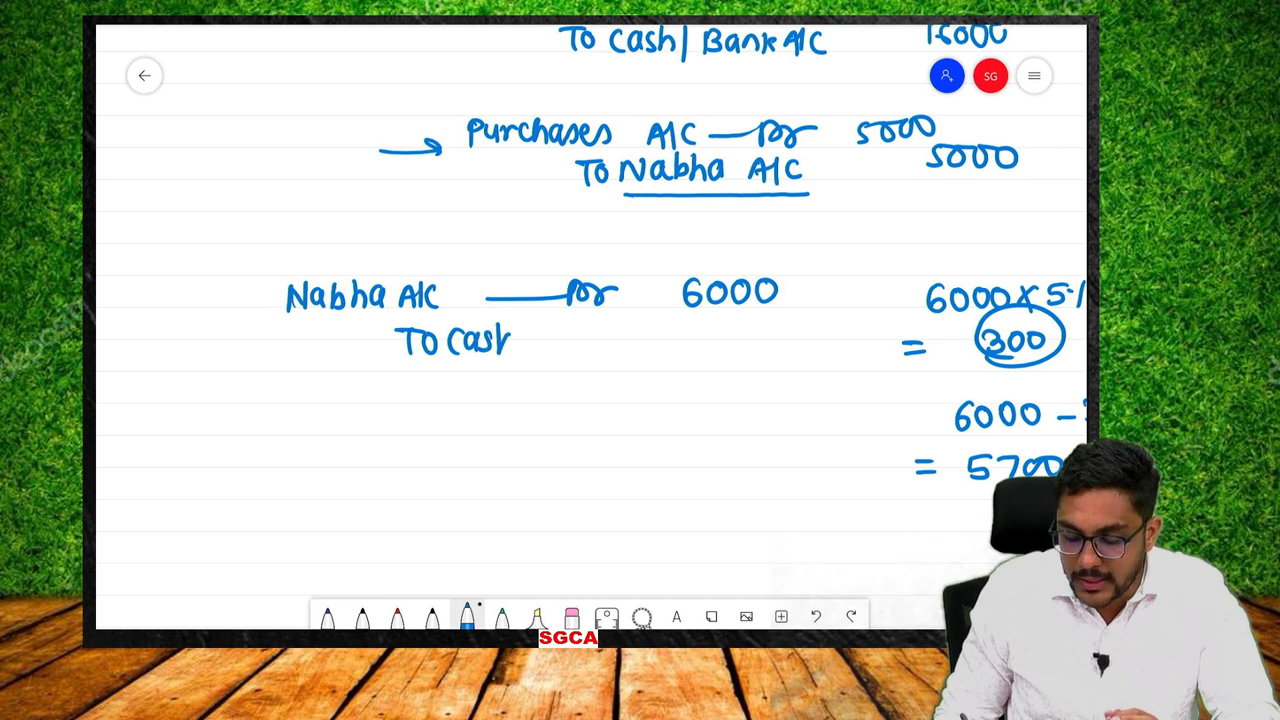 To Cash / Bank A/C 15000
SG
Purchases A/C Dr 5000
To Nabha A/C 5000
Nabha A/C Dr 6000
To Cash
6000 × 5
= 300
6000 -
= 5700
A
SGCA